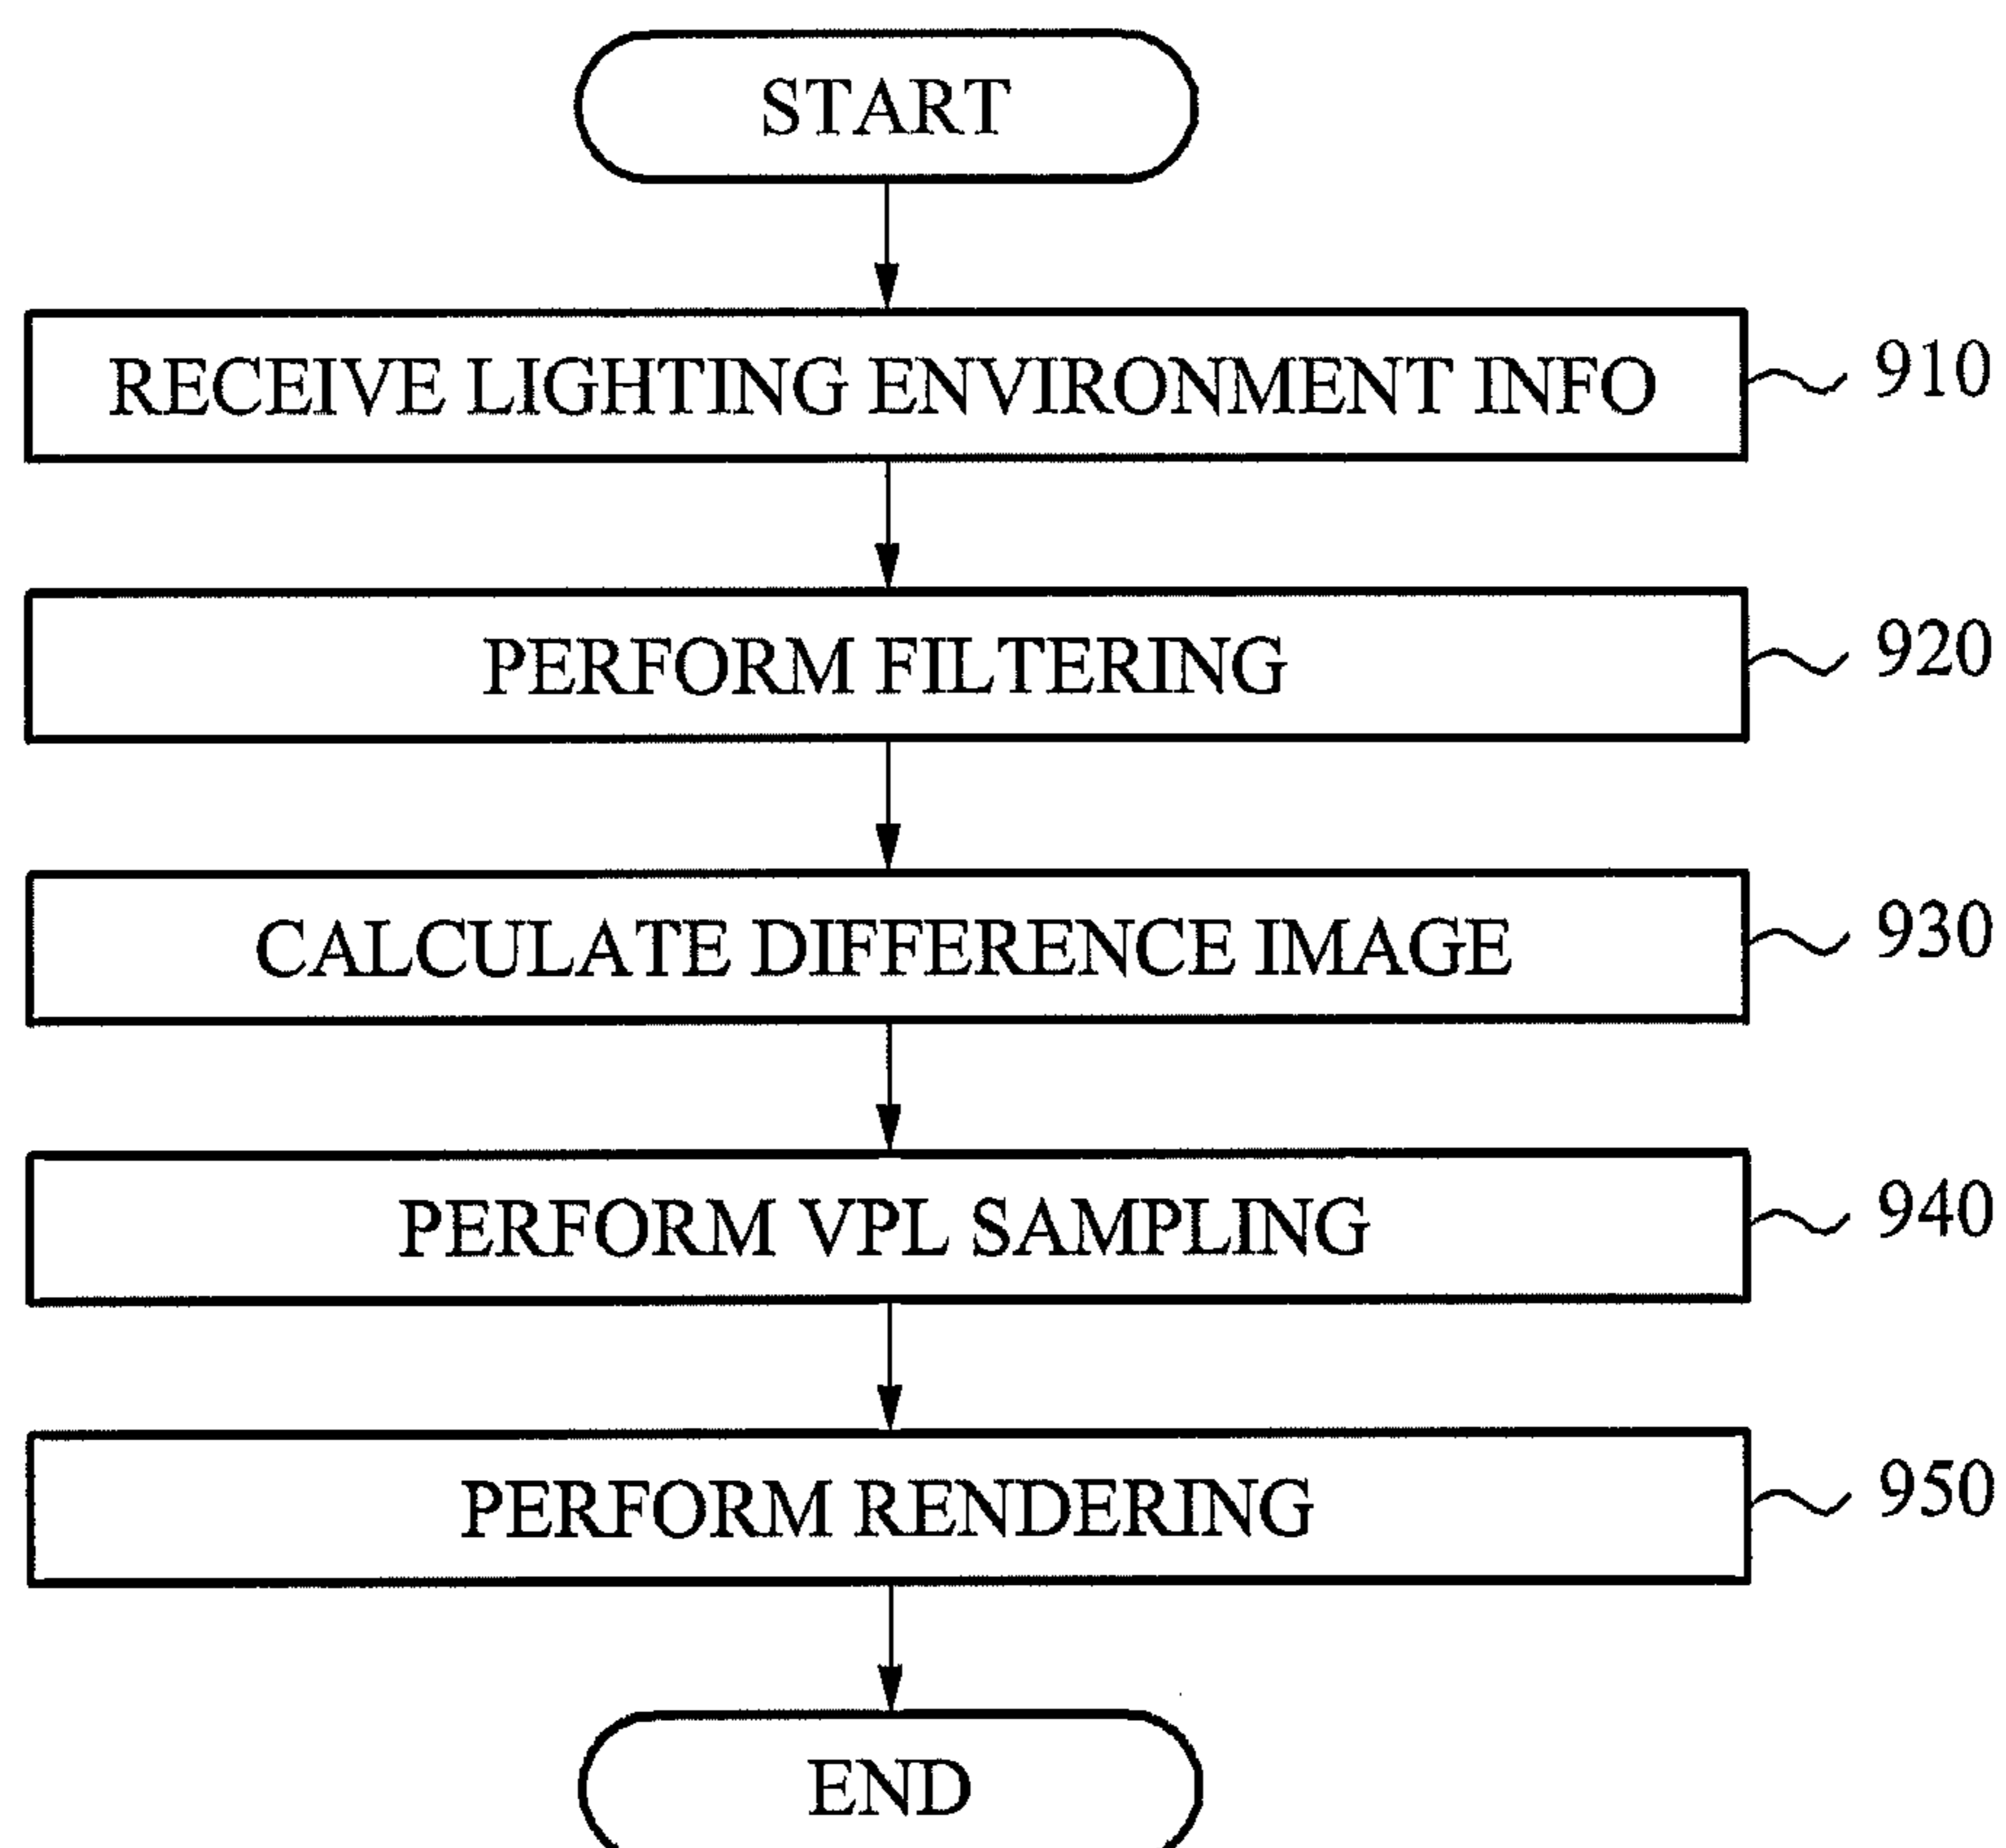 START
RECEIVE LIGHTING ENVIRONMENT INFO 910
PERFORM FILTERING 920
CALCULATE DIFFERENCE IMAGE 930
PERFORM VPL SAMPLING 940
PERFORM RENDERING 950
END